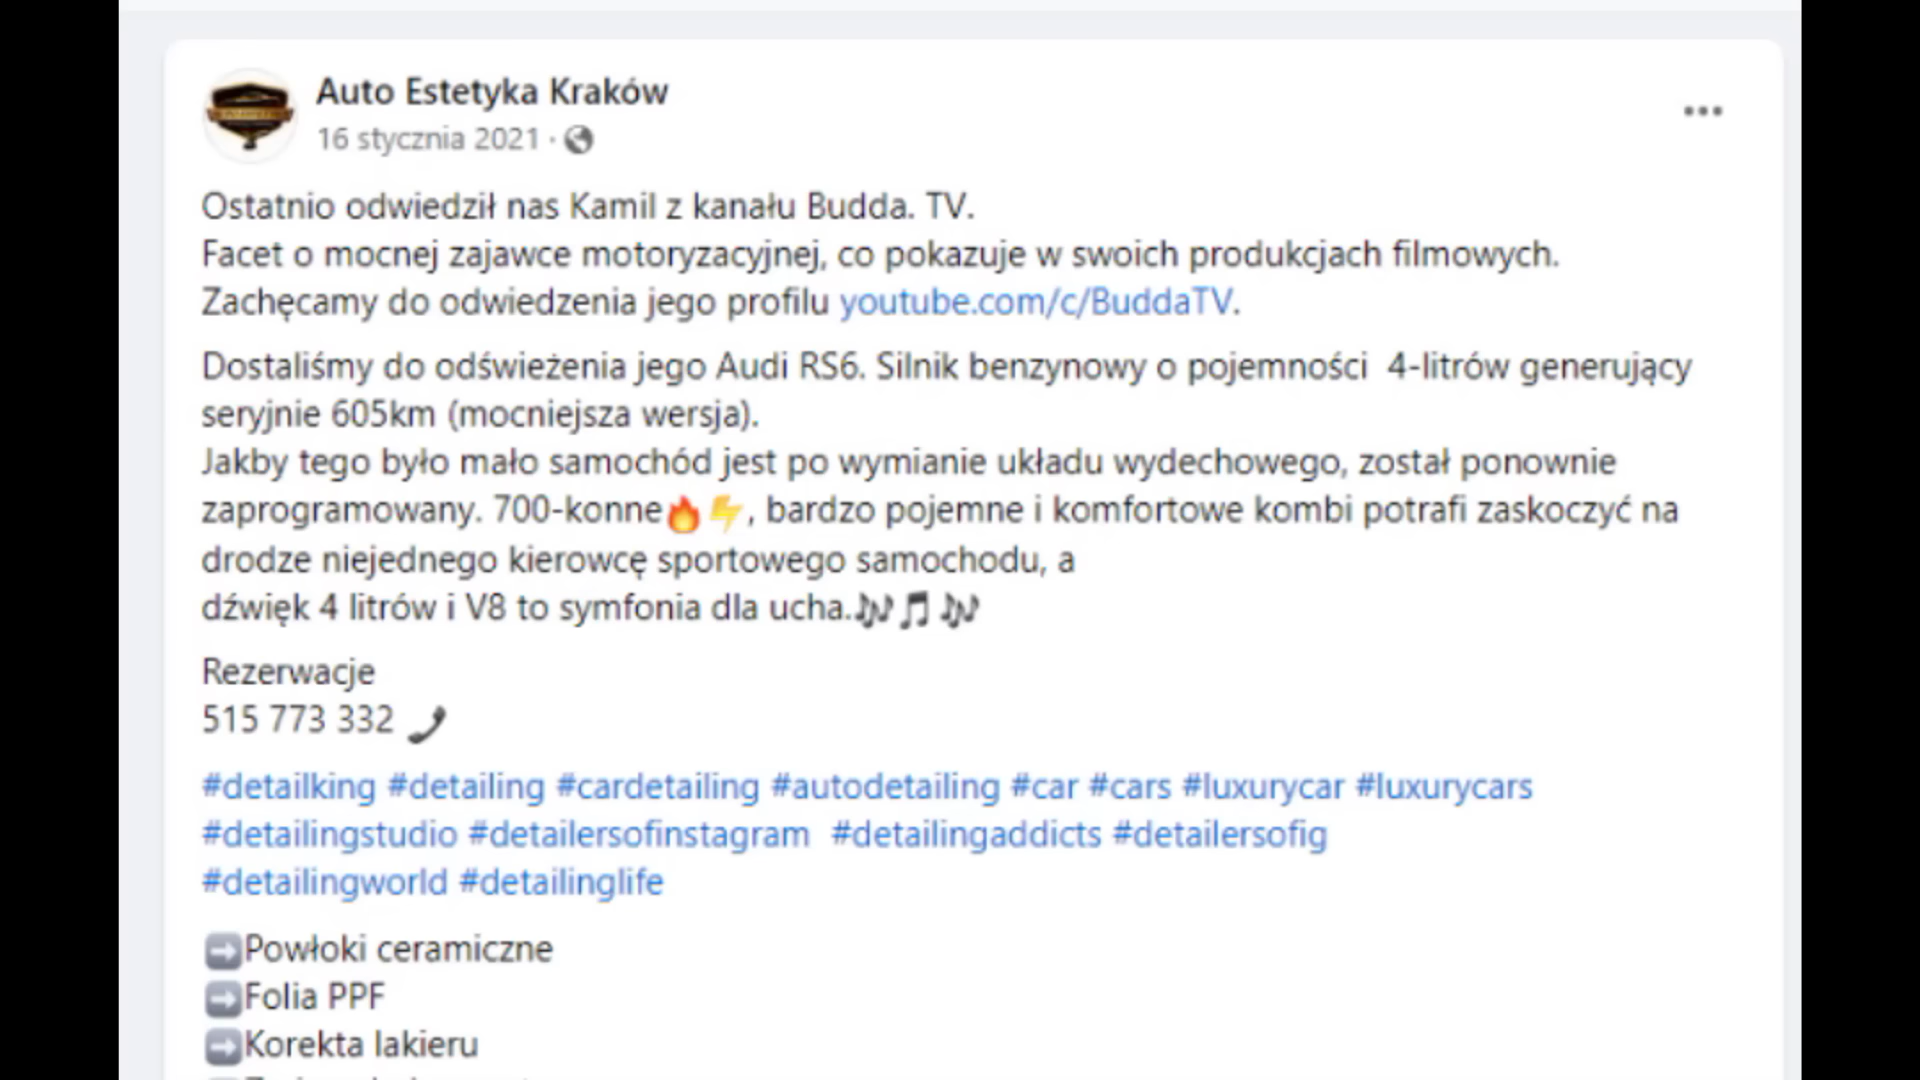 Auto Estetyka Kraków
16 stycznia 2021 ·
Ostatnio odwiedził nas Kamil z kanału Budda. TV.
Facet o mocnej zajawce motoryzacyjnej, co pokazuje w swoich produkcjach filmowych.
Zachęcamy do odwiedzenia jego profilu youtube.com/c/BuddaTV.
Dostaliśmy do odświeżenia jego Audi RS6. Silnik benzynowy o pojemności 4-litrów generujący
seryjnie 605km (mocniejsza wersja).
Jakby tego było mało samochód jest po wymianie układu wydechowego, został ponownie
zaprogramowany. 700-konne🔥⚡, bardzo pojemne i komfortowe kombi potrafi zaskoczyć na
drodze niejednego kierowcę sportowego samochodu, a
dźwięk 4 litrów i V8 to symfonia dla ucha.🎶🎵🎶
Rezerwacje
515 773 332 📞
#detailking #detailing #cardetailing #autodetailing #car #cars #luxurycar #luxurycars
#detailingstudio #detailersofinstagram #detailingaddicts #detailersofig
#detailingworld #detailinglife
➡Powłoki ceramiczne
➡Folia PPF
➡Korekta lakieru